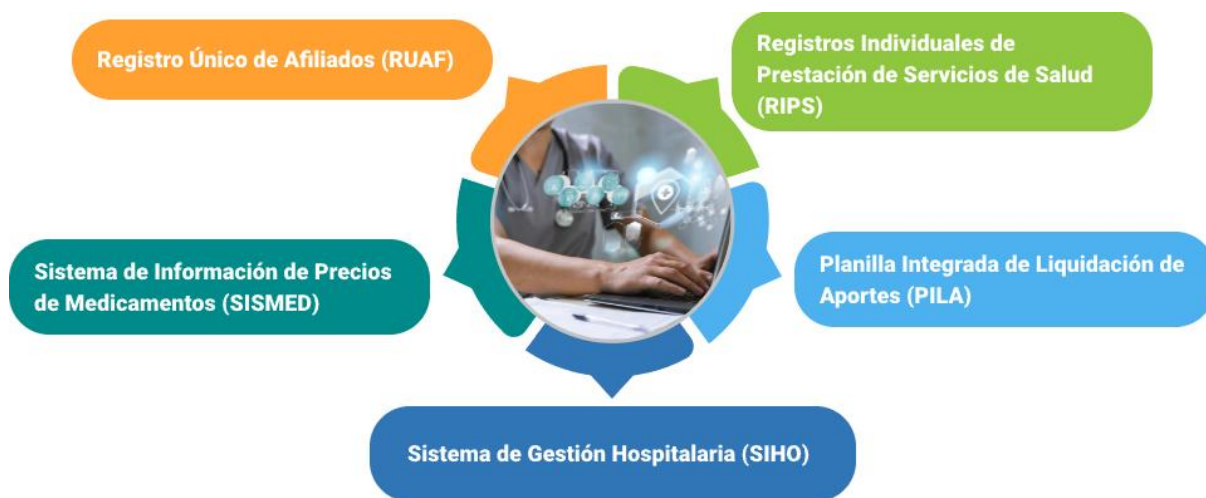 Registro Único de Afiliados (RUAF)
Registros Individuales de
Prestación de Servicios de Salud
(RIPS)
Sistema de Información de Precios
de Medicamentos (SISMED)
Planilla Integrada de Liquidación de
Aportes (PILA)
Sistema de Gestión Hospitalaria (SIHO)